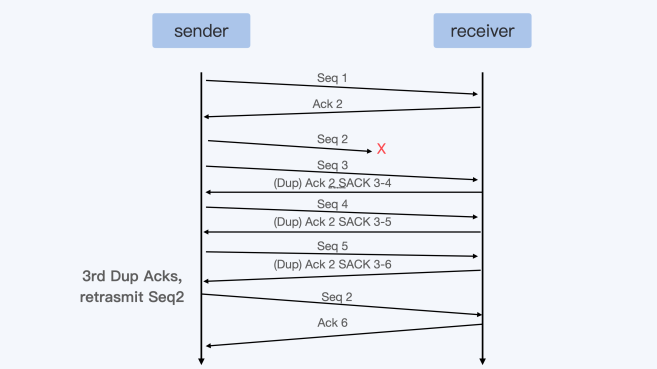 sender
receiver
Seq 1
Ack 2
Seq 2
X
Seq 3
(Dup) Ack 2 SACK 3-4
Seq 4
(Dup) Ack 2 SACK 3-5
Seq 5
(Dup) Ack 2 SACK 3-6
3rd Dup Acks,
retrasmit Seq2
Seq 2
Ack 6